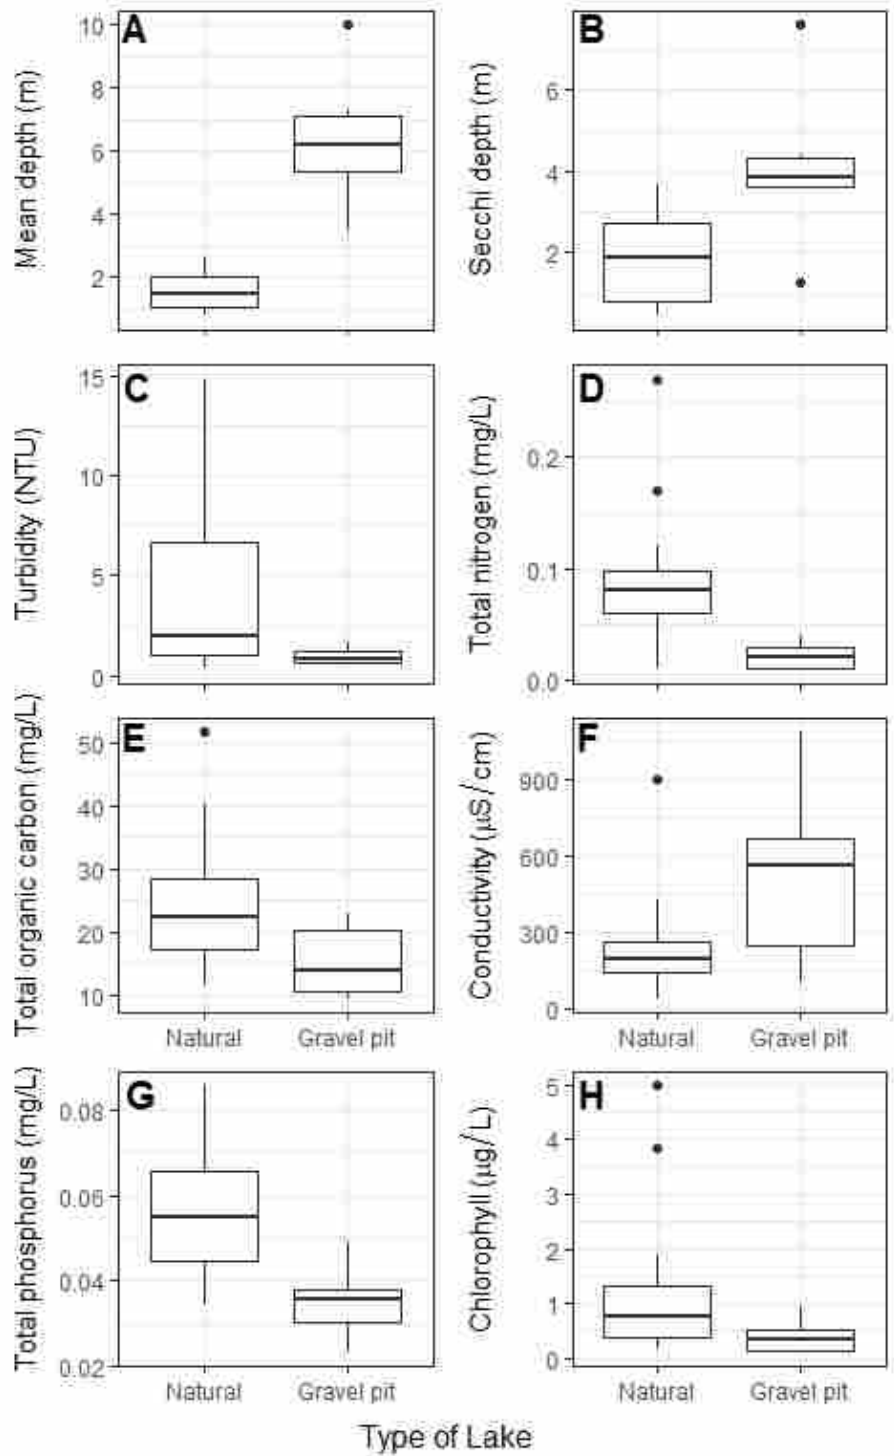 A
Mean depth (m)
10
8
6
4
2
B
Secchi depth (m)
6
4
2
C
Turbidity (NTU)
15
10
5
0
D
Total nitrogen (mg/L)
0.2
0.1
0.0
E
Total organic carbon (mg/L)
50
40
30
20
10
Natural Gravel pit
F
Conductivity (µS/cm)
900
600
300
0
Natural Gravel pit
G
Total phosphorus (mg/L)
0.08
0.06
0.04
0.02
Natural Gravel pit
H
Chlorophyll (µg/L)
5
4
3
2
1
0
Natural Gravel pit
Type of Lake